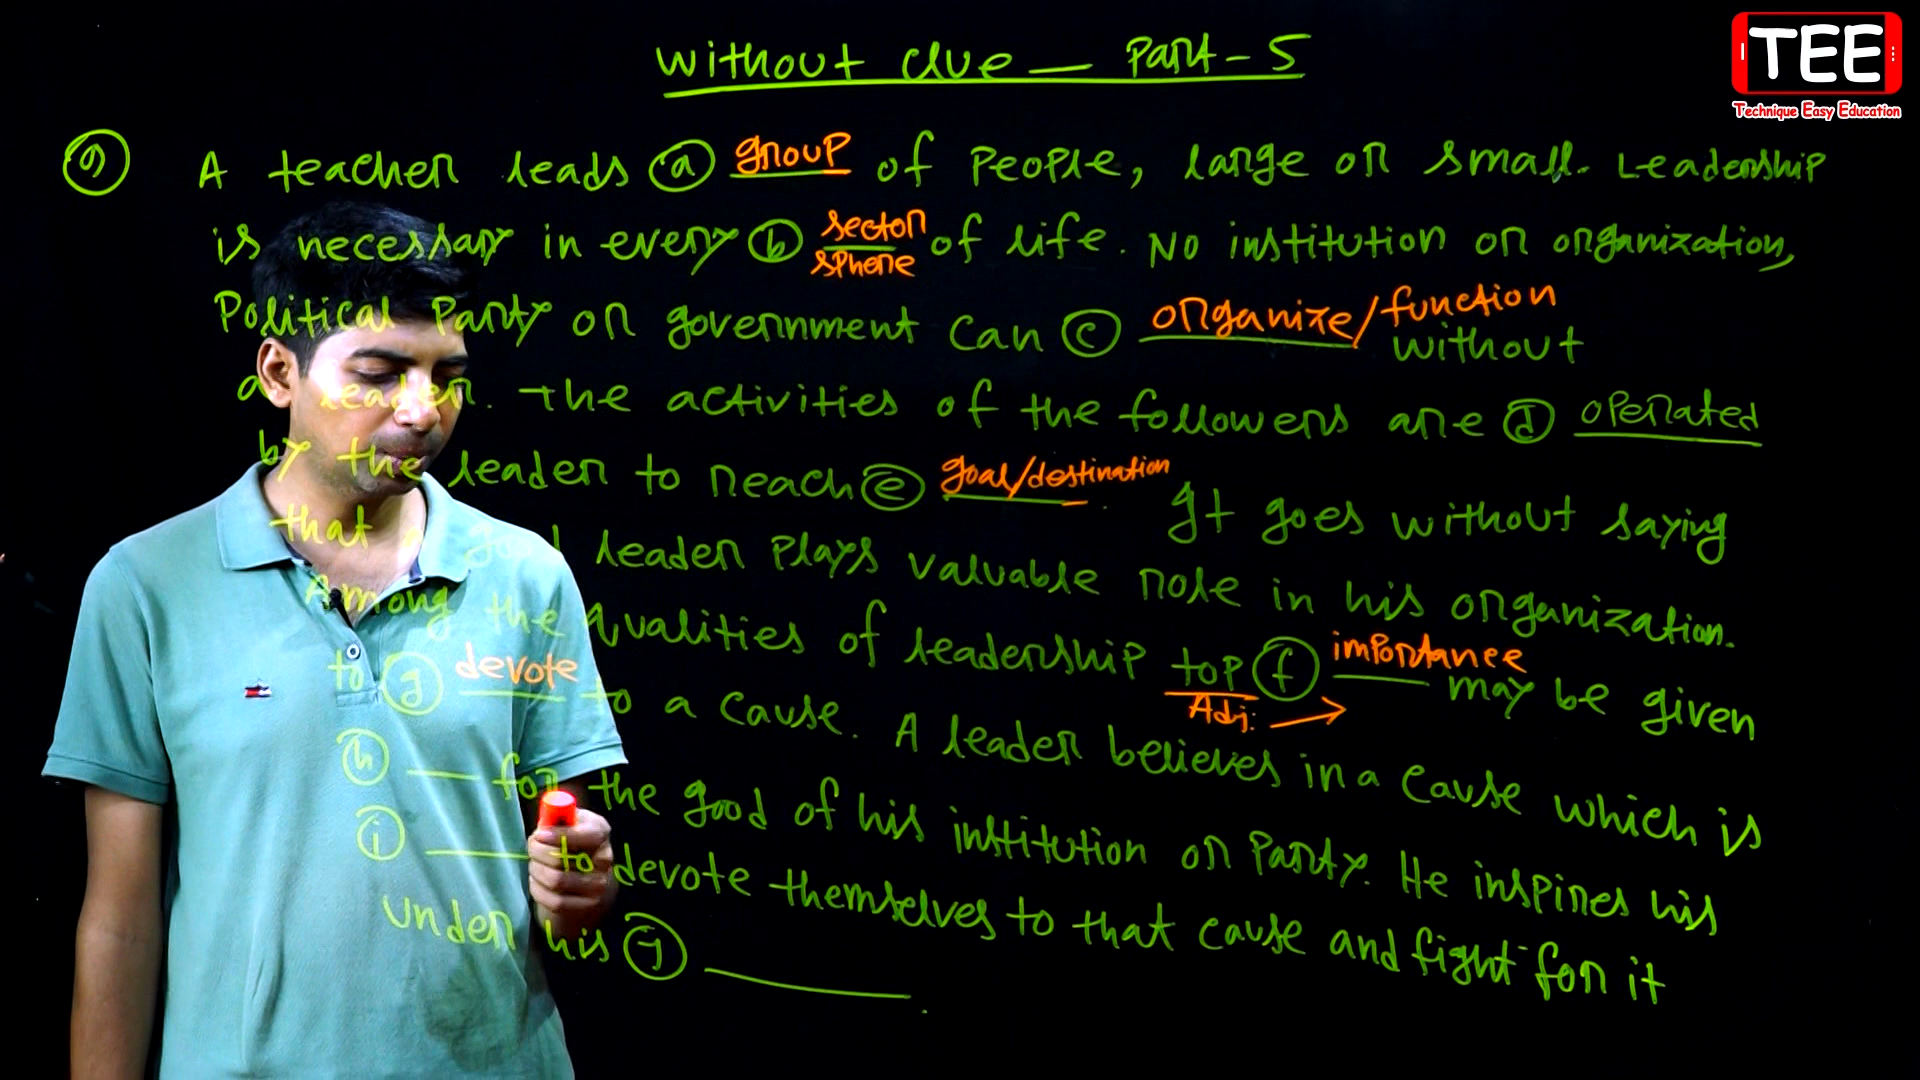 Without clue — Part-5
TEE
Technique Easy Education
A teacher leads (a) group of people, large or small. Leadership
is necessary in every (b) sector of life. No institution or organization,
sphere
Political Party or government can (c) organize/function without
a leader. The activities of the followers are (d) operated
by the leader to reach (e) goal/destination. It goes without saying
that a good leader plays valuable role in his organization.
Among the qualities of leadership top (f) importance may be given
Adj. →
to (g) devote to a cause. A leader believes in a cause which is
(h) ___ for the good of his institution or Party. He inspires his
(i) ___ to devote themselves to that cause and fight for it
under his (j) ___.